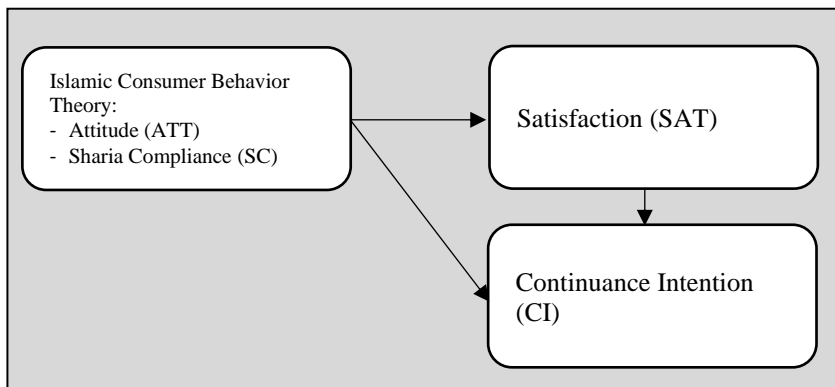 Islamic Consumer Behavior
Theory:
- Attitude (ATT)
- Sharia Compliance (SC)
Satisfaction (SAT)
Continuance Intention
(CI)